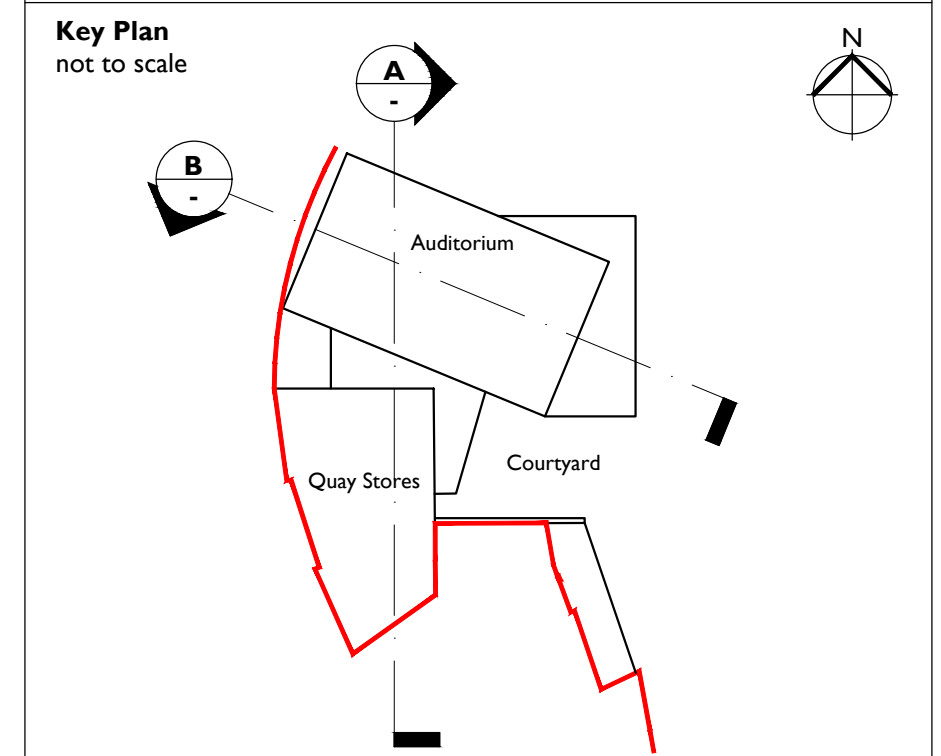 Key Plan
not to scale
N
A
-
B
-
Auditorium
Courtyard
Quay Stores